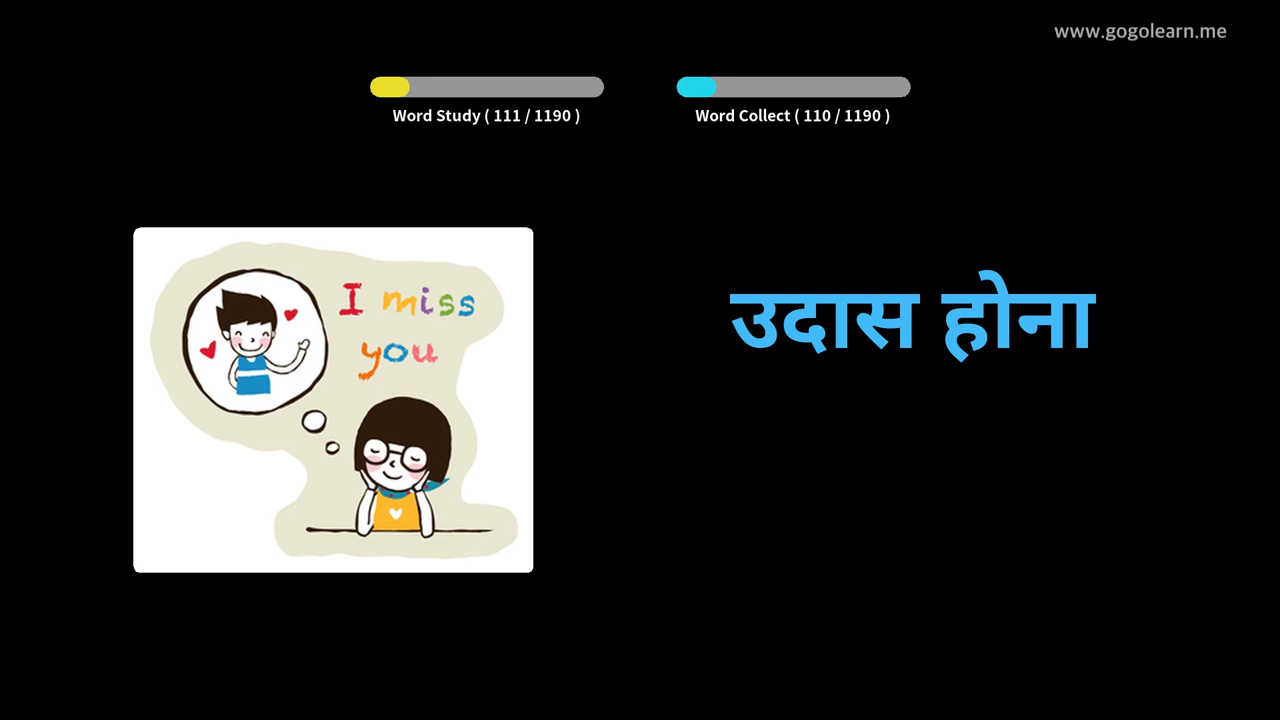 www.gogolearn.me
Word Study ( 111 / 1190 )
Word Collect ( 110 / 1190 )
I miss
you
उदास होना